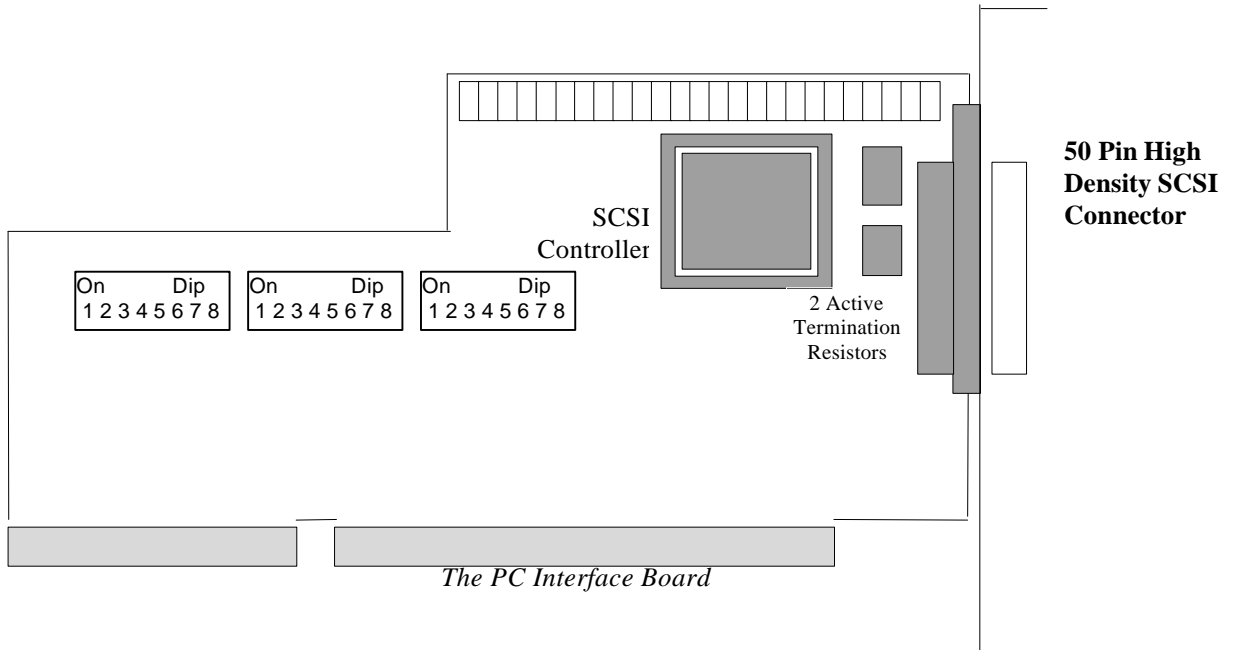 50 Pin High
Density SCSI
Connector
SCSI
Controller
On Dip
1 2 3 4 5 6 7 8
On Dip
1 2 3 4 5 6 7 8
On Dip
1 2 3 4 5 6 7 8
2 Active
Termination
Resistors
The PC Interface Board